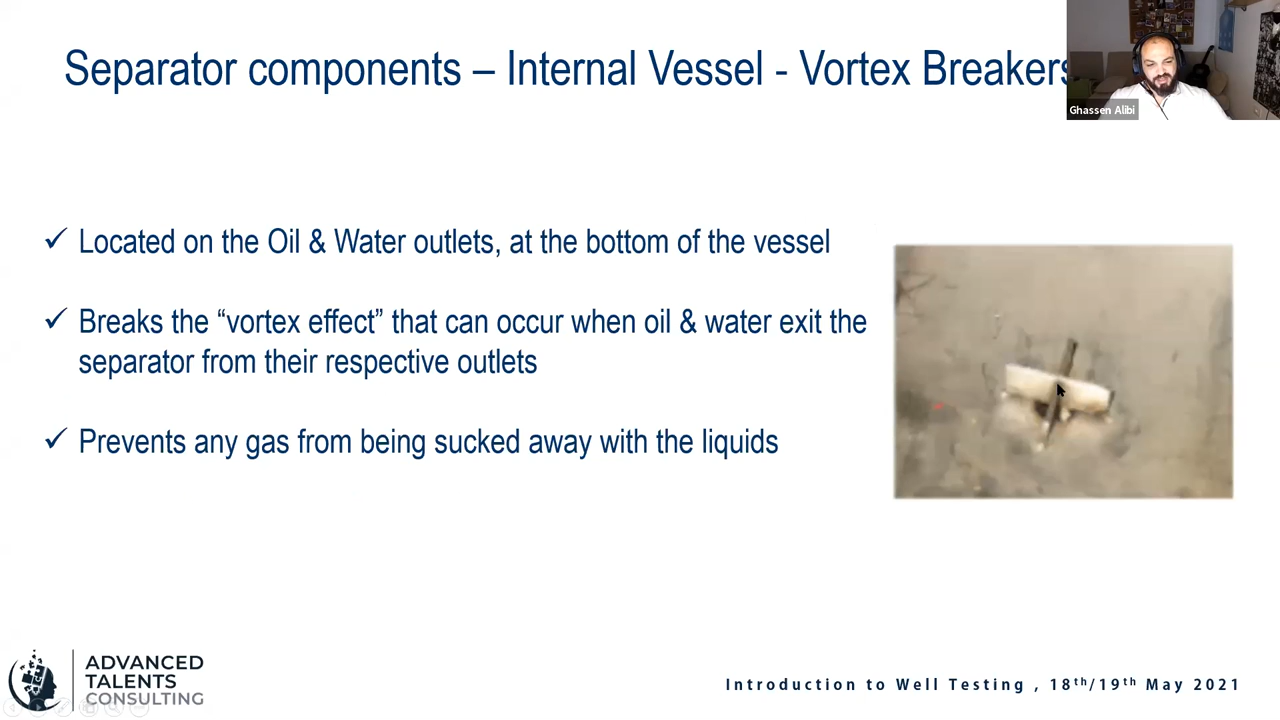 Separator components – Internal Vessel - Vortex Breakers
Ghassen Alibi
✓ Located on the Oil & Water outlets, at the bottom of the vessel
✓ Breaks the “vortex effect” that can occur when oil & water exit the
separator from their respective outlets
✓ Prevents any gas from being sucked away with the liquids
ADVANCED
TALENTS
CONSULTING
Introduction to Well Testing , 18th/19th May 2021